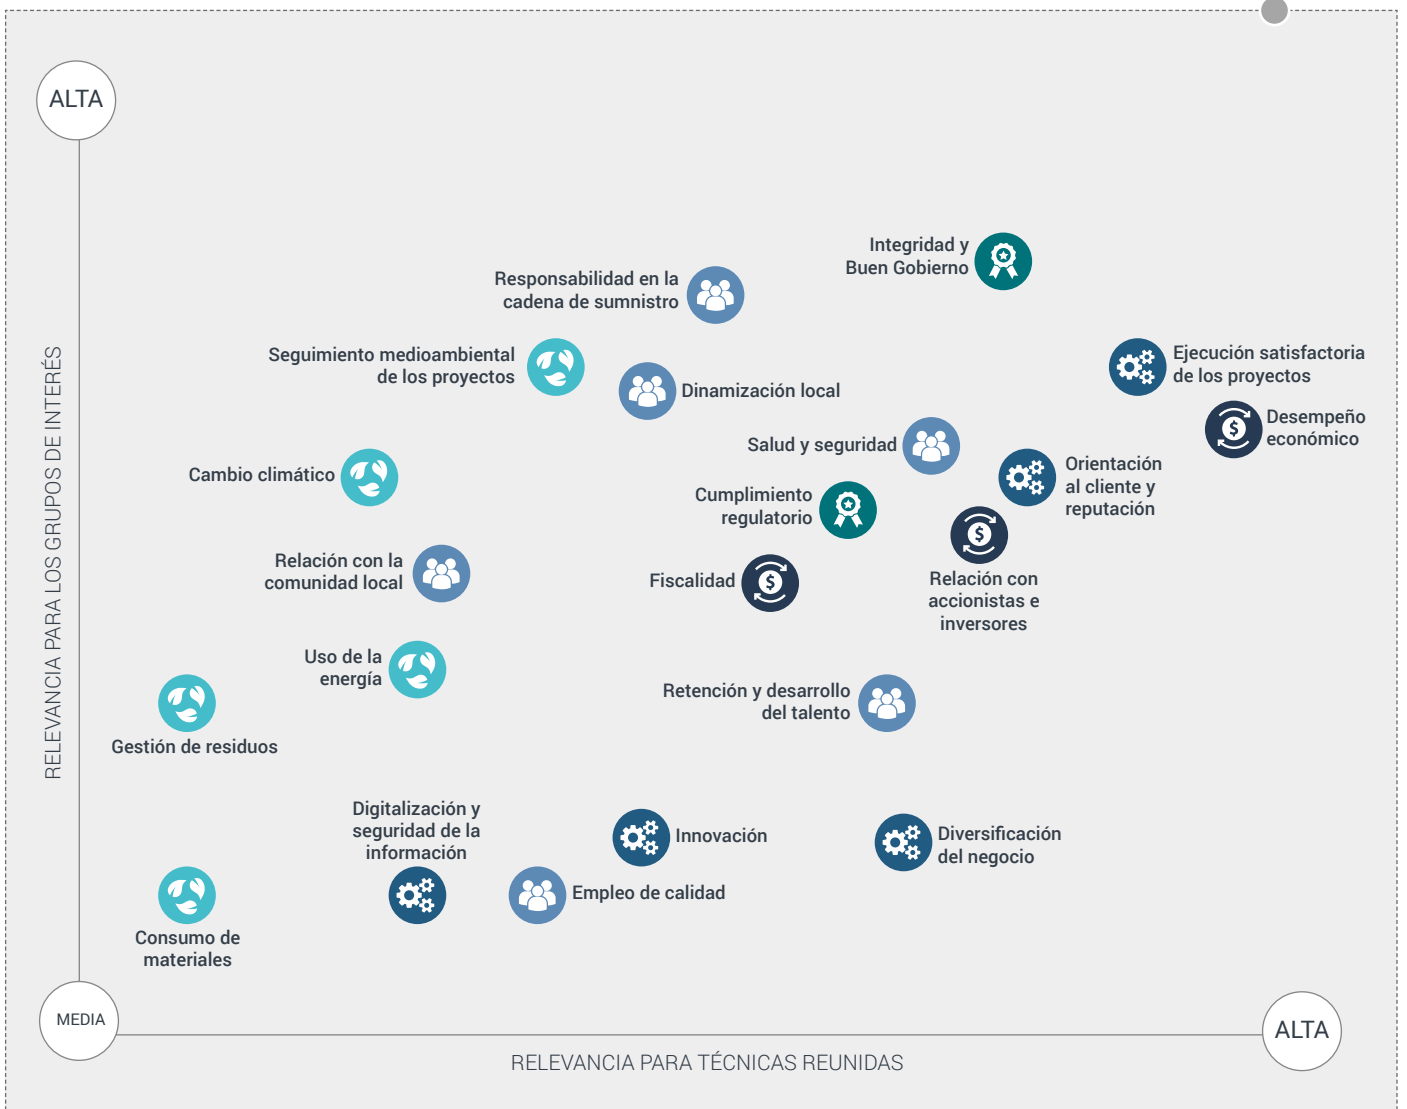 ALTA
RELEVANCIA PARA LOS GRUPOS DE INTERÉS
Integridad y
Buen Gobierno
Responsabilidad en la
cadena de sumnistro
Seguimiento medioambiental
de los proyectos
Ejecución satisfactoria
de los proyectos
Dinamización local
Desempeño
económico
Salud y seguridad
Cambio climático
Orientación
al cliente y
reputación
Cumplimiento
regulatorio
Relación con la
comunidad local
Fiscalidad
Relación con
accionistas e
inversores
Uso de la
energía
Retención y desarrollo
del talento
Gestión de residuos
Digitalización y
seguridad de la
información
Innovación
Diversificación
del negocio
Empleo de calidad
Consumo de
materiales
MEDIA
ALTA
RELEVANCIA PARA TÉCNICAS REUNIDAS